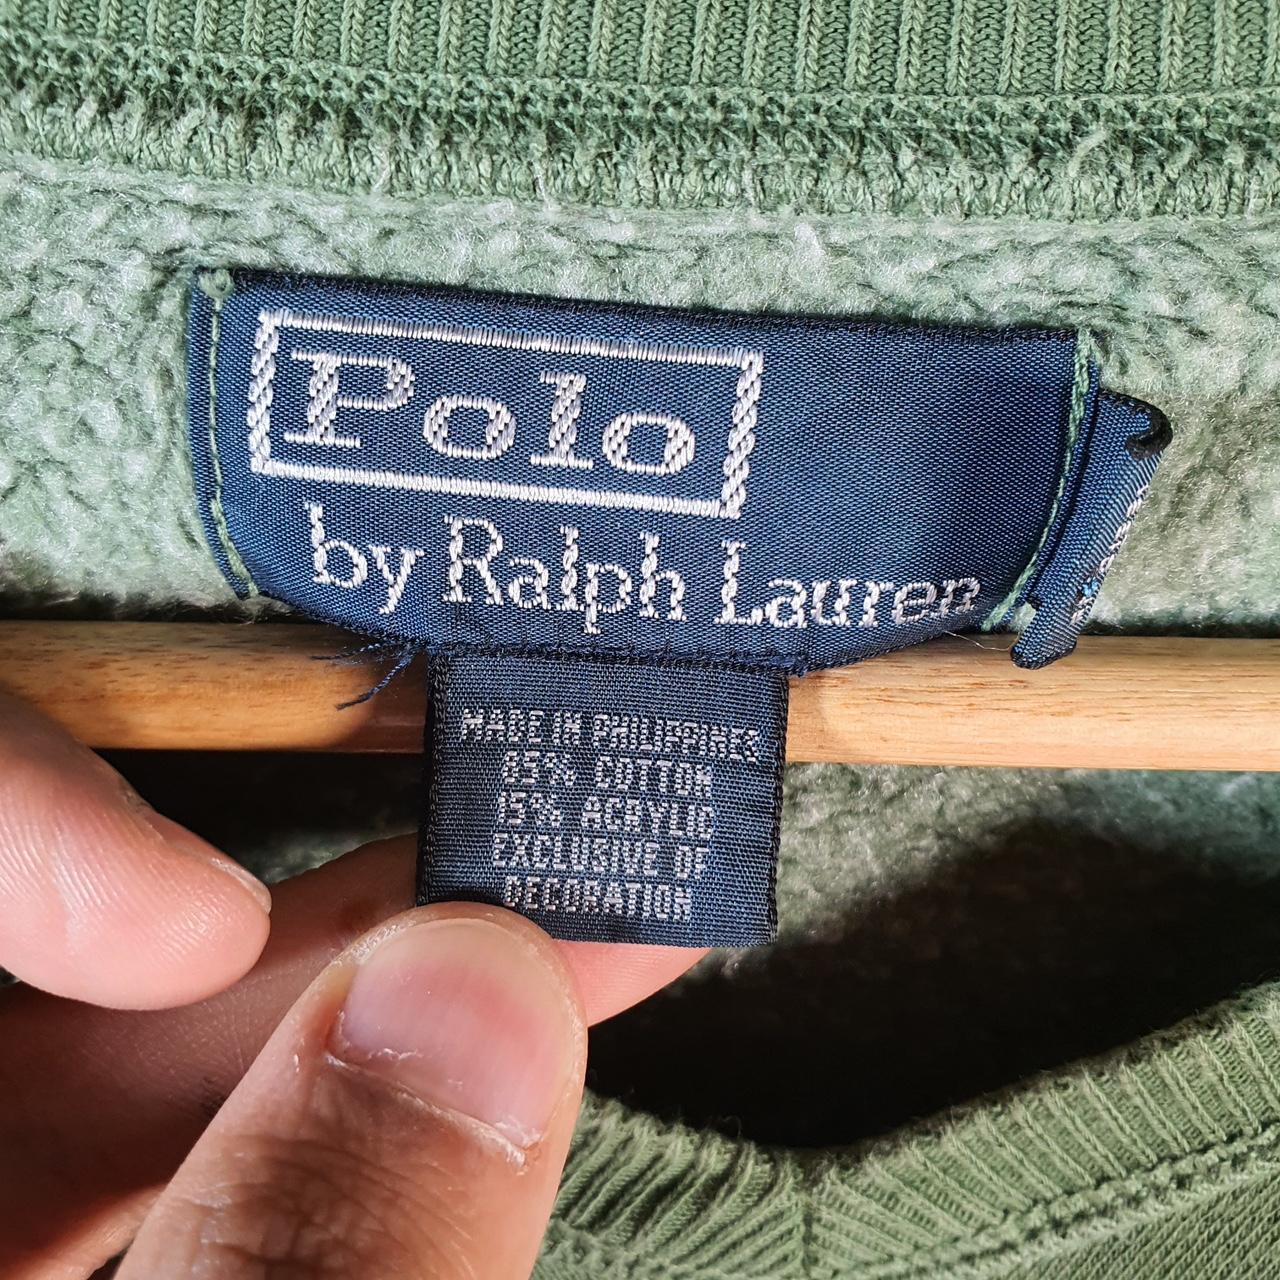 Polo
by Ralph Lauren
MADE IN PHILIPPINES
85% COTTON
15% ACRYLIC
EXCLUSIVE OF
DECORATION